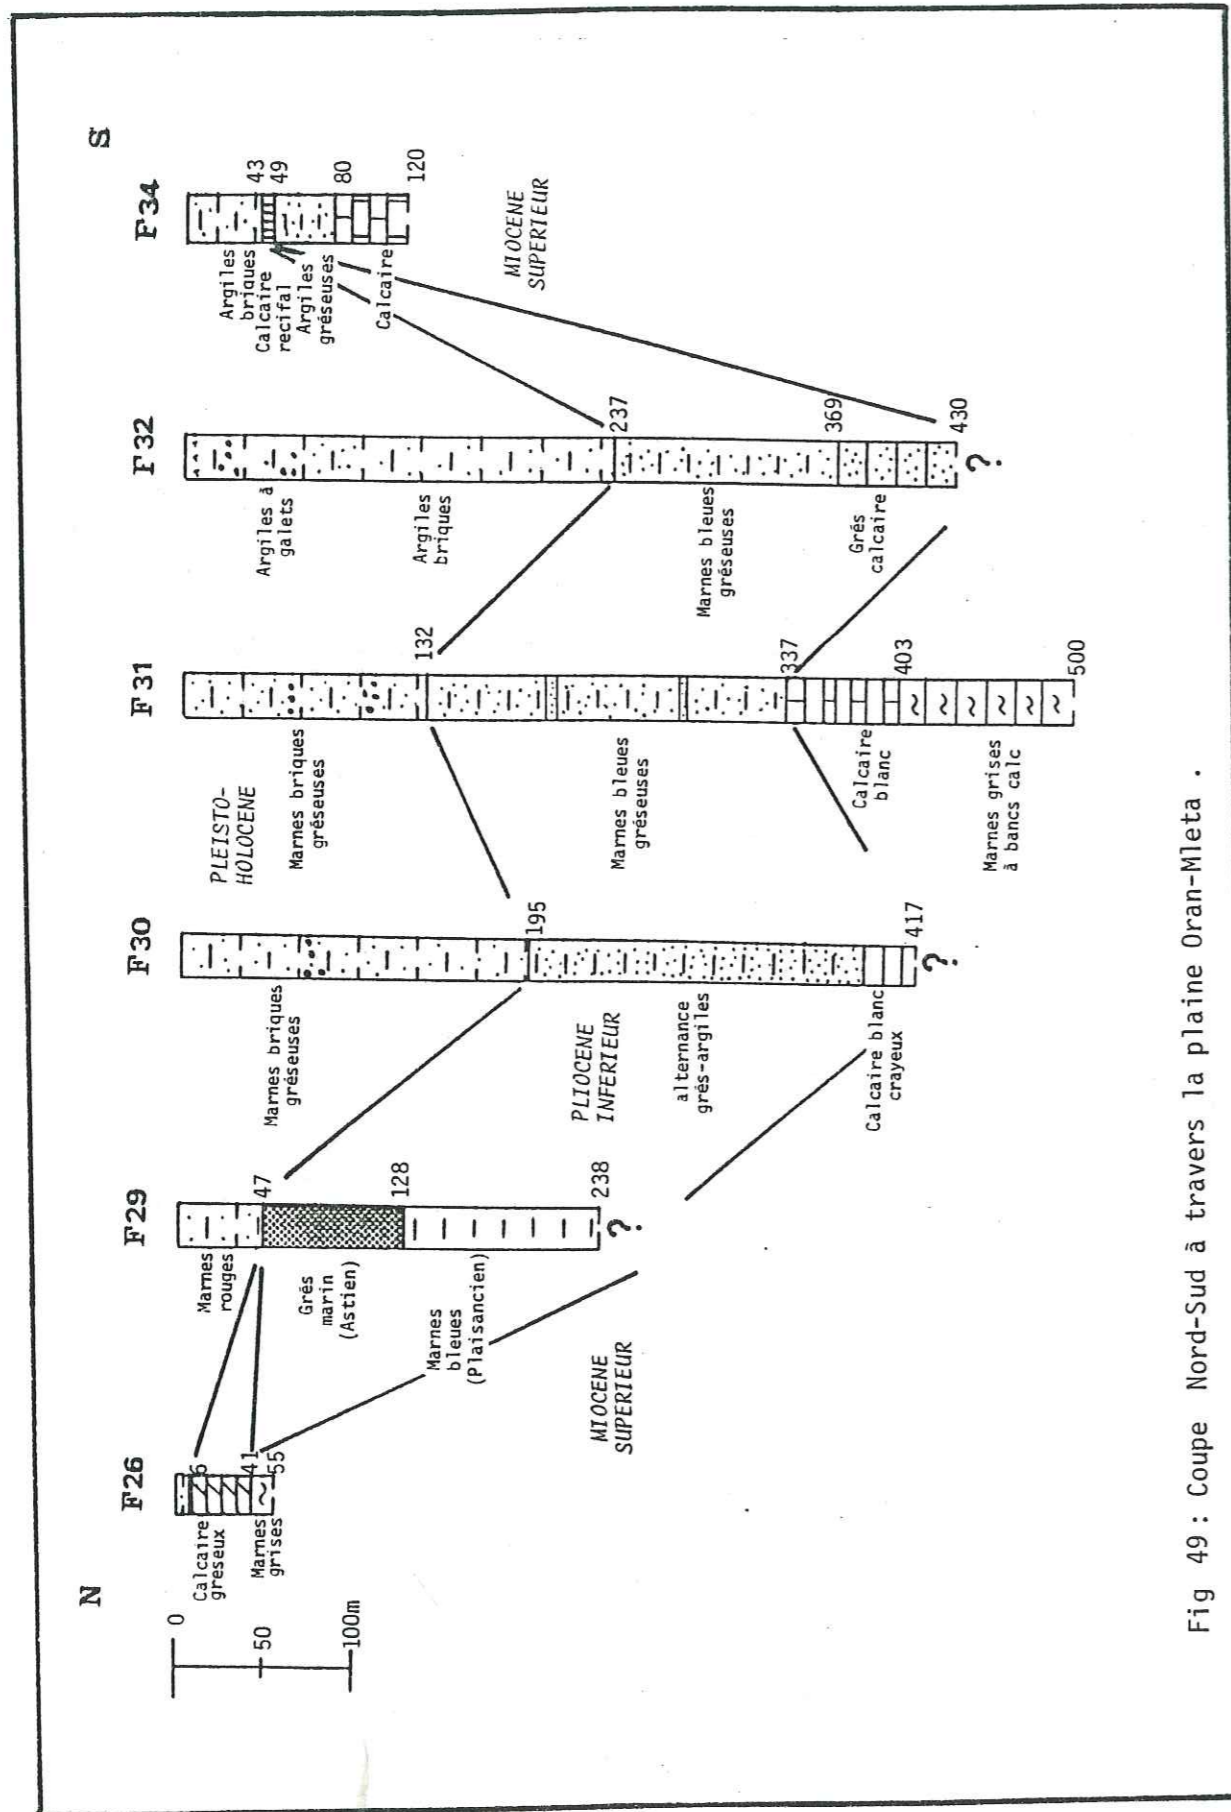 N
S
F26
F29
F30
F31
F32
F34
0
50
100m
6
41
55
Calcaire
greseux
Marnes
grises
47
128
238
?
Marnes
rouges
Grés
marin
(Astien)
Marnes
bleues
(Plaisancien)
MIOCENE
SUPERIEUR
195
417
?
Marnes briques
gréseuses
PLIOCENE
INFERIEUR
alternance
grés-argiles
Calcaire blanc
crayeux
PLEISTO-
HOLOCENE
132
337
403
500
Marnes briques
gréseuses
Marnes bleues
gréseuses
Calcaire
blanc
Marnes grises
à bancs calc
237
369
430
?
Argiles à
galets
Argiles
briques
Marnes bleues
gréseuses
Grés
calcaire
43
49
80
120
Argiles
briques
Calcaire
recifal
Argiles
gréseuses
Calcaire
MIOCENE
SUPERIEUR
Fig 49 : Coupe Nord-Sud à travers la plaine Oran-Mleta .